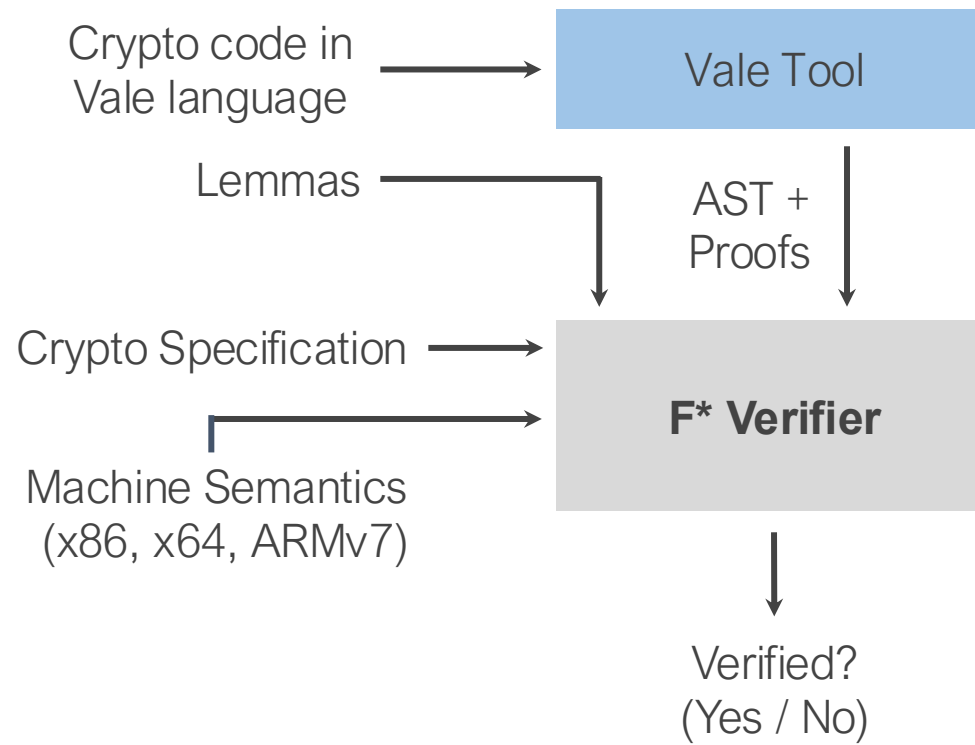 Crypto code in
Vale language
Vale Tool
Lemmas
AST +
Proofs
Crypto Specification
F* Verifier
Machine Semantics
(x86, x64, ARMv7)
Verified?
(Yes / No)